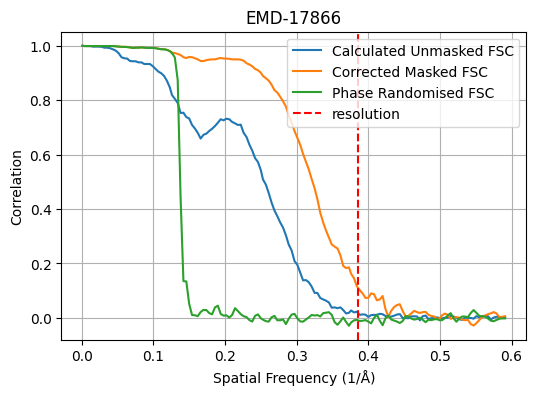 EMD-17866
Calculated Unmasked FSC
Corrected Masked FSC
Phase Randomised FSC
resolution
Correlation
1.0
0.8
0.6
0.4
0.2
0.0
0.0 0.1 0.2 0.3 0.4 0.5 0.6
Spatial Frequency (1/Å)